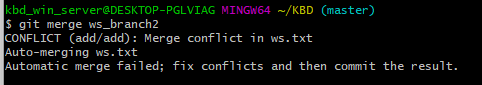 kbd_win_server@DESKTOP-PGLVIAG MINGW64 ~/KBD (master)
$ git merge ws_branch2
CONFLICT (add/add): Merge conflict in ws.txt
Auto-merging ws.txt
Automatic merge failed; fix conflicts and then commit the result.